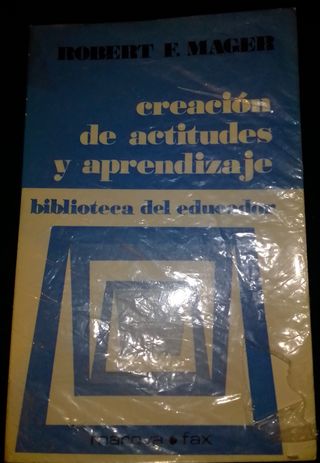 ROBERT F. MAGER
creación
de actitudes
y aprendizaje
biblioteca del educador
marova fax